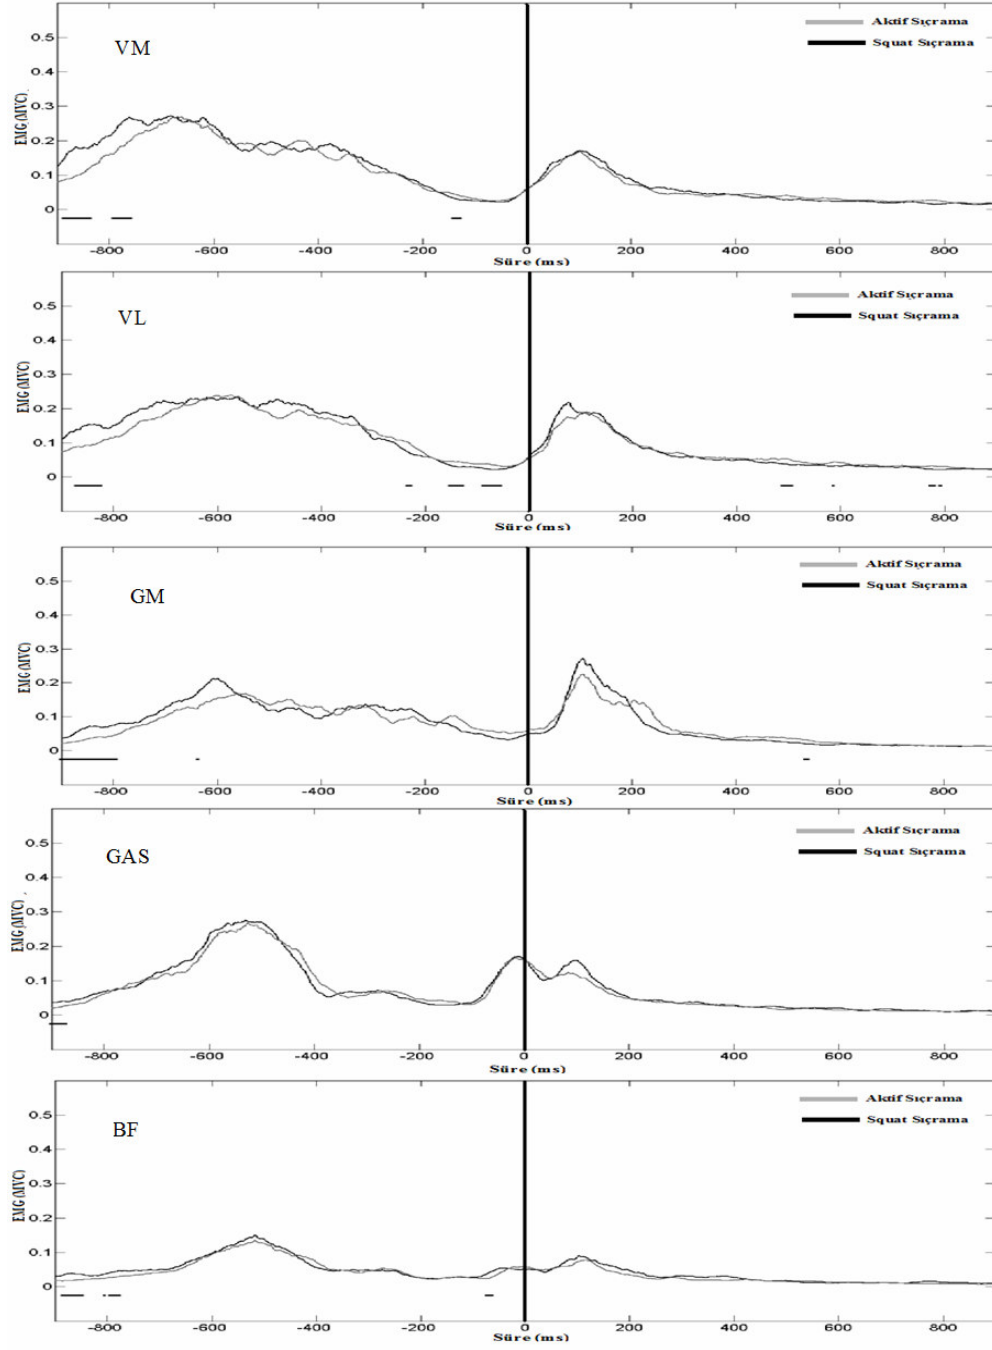 VM
Aktif Sıçrama
Squat Sıçrama
EMG (MVC)
0.5
0.4
0.3
0.2
0.1
0
-800 -600 -400 -200 0 200 400 600 800
Süre (ms)
VL
Aktif Sıçrama
Squat Sıçrama
EMG (MVC)
0.5
0.4
0.3
0.2
0.1
0
-800 -600 -400 -200 0 200 400 600 800
Süre (ms)
GM
Aktif Sıçrama
Squat Sıçrama
EMG (MVC)
0.5
0.4
0.3
0.2
0.1
0
-800 -600 -400 -200 0 200 400 600 800
Süre (ms)
GAS
Aktif Sıçrama
Squat Sıçrama
EMG (MVC)
0.5
0.4
0.3
0.2
0.1
0
-800 -600 -400 -200 0 200 400 600 800
Süre (ms)
BF
Aktif Sıçrama
Squat Sıçrama
EMG (MVC)
0.5
0.4
0.3
0.2
0.1
0
-800 -600 -400 -200 0 200 400 600 800
Süre (ms)